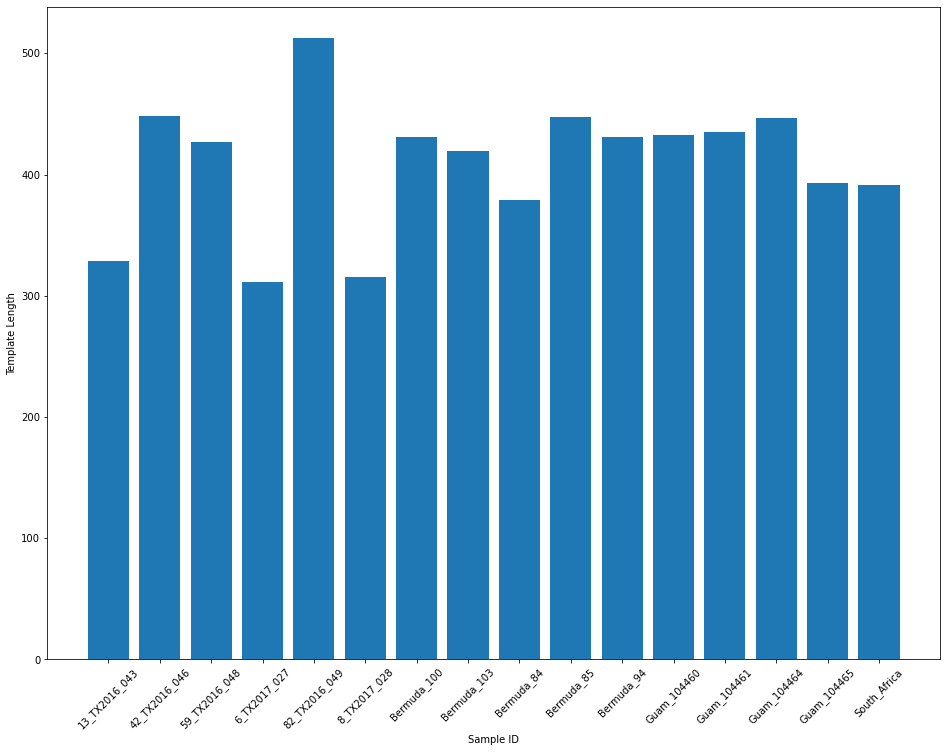 500
400
300
200
100
0
Template Length
13_TX2016_043
42_TX2016_046
59_TX2016_048
6_TX2017_027
82_TX2016_049
8_TX2017_028
Bermuda_100
Bermuda_103
Bermuda_84
Bermuda_85
Bermuda_94
Guam_104460
Guam_104461
Guam_104464
Guam_104465
South_Africa
Sample ID